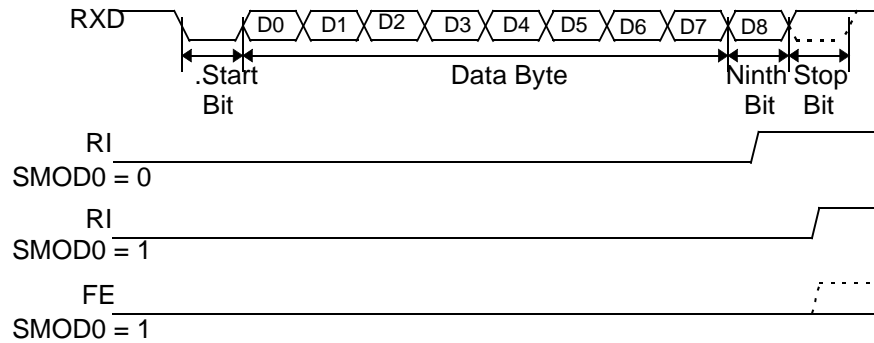 RXD D0 D1 D2 D3 D4 D5 D6 D7 D8
.Start Data Byte Ninth Stop
Bit Bit Bit
RI
SMOD0 = 0
RI
SMOD0 = 1
FE
SMOD0 = 1